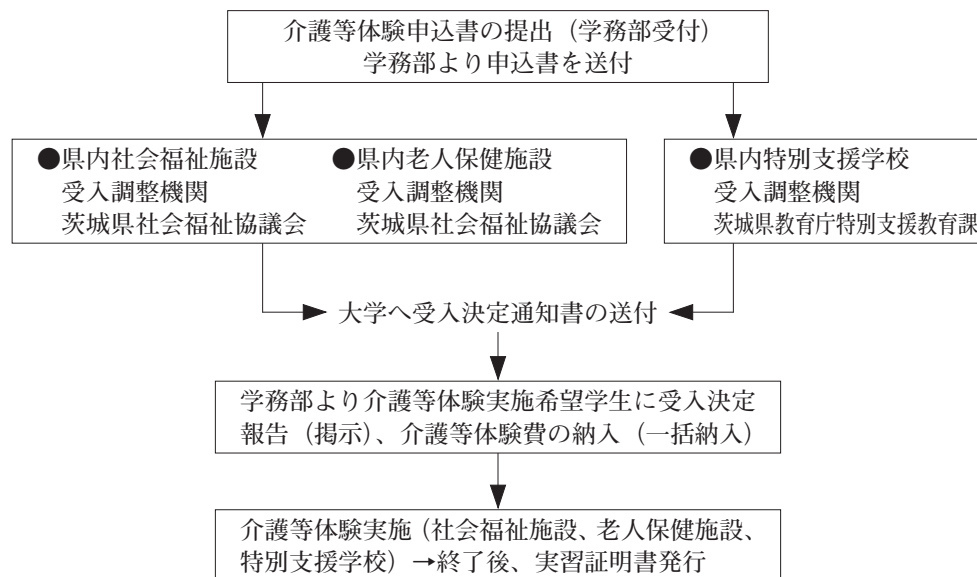 介護等体験申込書の提出（学務部受付）
学務部より申込書を送付
●県内社会福祉施設
受入調整機関
茨城県社会福祉協議会
●県内老人保健施設
受入調整機関
茨城県社会福祉協議会
●県内特別支援学校
受入調整機関
茨城県教育庁特別支援教育課
大学へ受入決定通知書の送付
学務部より介護等体験実施希望学生に受入決定
報告（掲示）、介護等体験費の納入（一括納入）
介護等体験実施（社会福祉施設、老人保健施設、
特別支援学校）→終了後、実習証明書発行